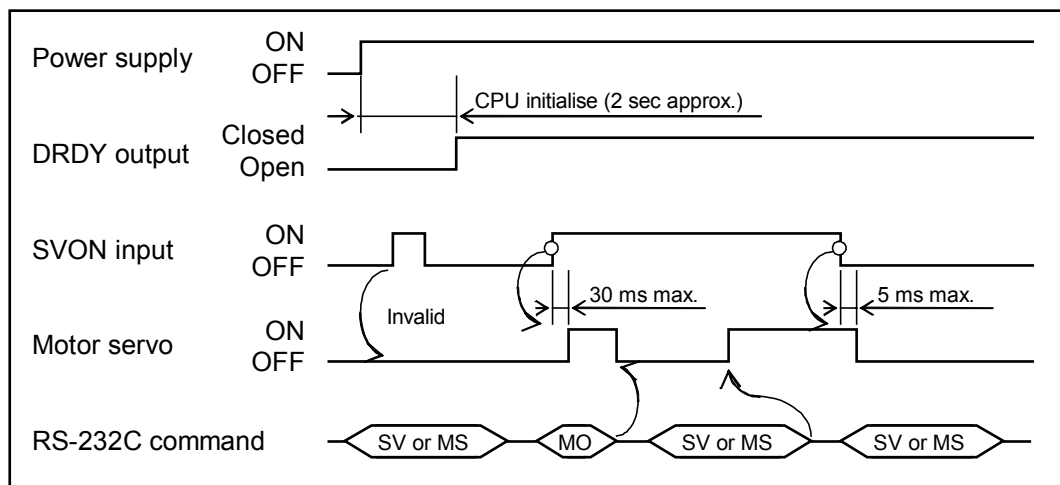 Power supply
ON
OFF
CPU initialise (2 sec approx.)
DRDY output
Closed
Open
SVON input
ON
OFF
Invalid
30 ms max.
5 ms max.
Motor servo
ON
OFF
RS-232C command
SV or MS
MO
SV or MS
SV or MS